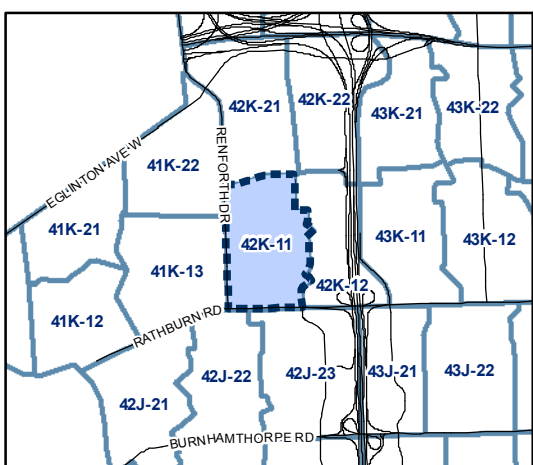 42K-21
42K-22
43K-21
43K-22
RENFORTH DR
EGLINTON AVE W
41K-22
41K-21
42K-11
43K-11
43K-12
41K-13
42K-12
41K-12
RATHBURN RD
42J-21
42J-22
42J-23
43J-21
43J-22
BURNHAMTHORPE RD